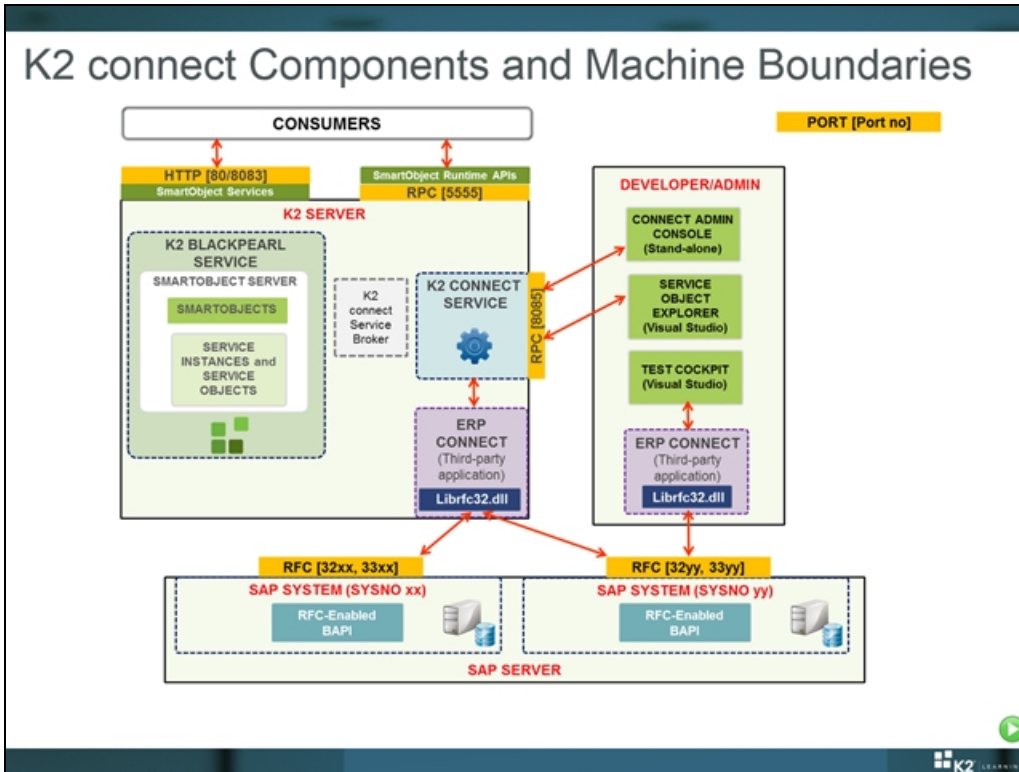 K2 connect Components and Machine Boundaries
CONSUMERS
PORT [Port no]
HTTP [80/8083]
SmartObject Services
SmartObject Runtime APIs
RPC [5555]
K2 SERVER
K2 BLACKPEARL
SERVICE
SMARTOBJECT SERVER
SMARTOBJECTS
SERVICE
INSTANCES and
SERVICE
OBJECTS
K2
connect
Service
Broker
K2 CONNECT
SERVICE
RPC [8085]
ERP
CONNECT
(Third-party
application)
Librfc32.dll
DEVELOPER/ADMIN
CONNECT ADMIN
CONSOLE
(Stand-alone)
SERVICE
OBJECT
EXPLORER
(Visual Studio)
TEST COCKPIT
(Visual Studio)
ERP CONNECT
(Third-party
application)
Librfc32.dll
RFC [32xx, 33xx]
SAP SYSTEM (SYSNO xx)
RFC-Enabled
BAPI
RFC [32yy, 33yy]
SAP SYSTEM (SYSNO yy)
RFC-Enabled
BAPI
SAP SERVER
K2 LEARNING